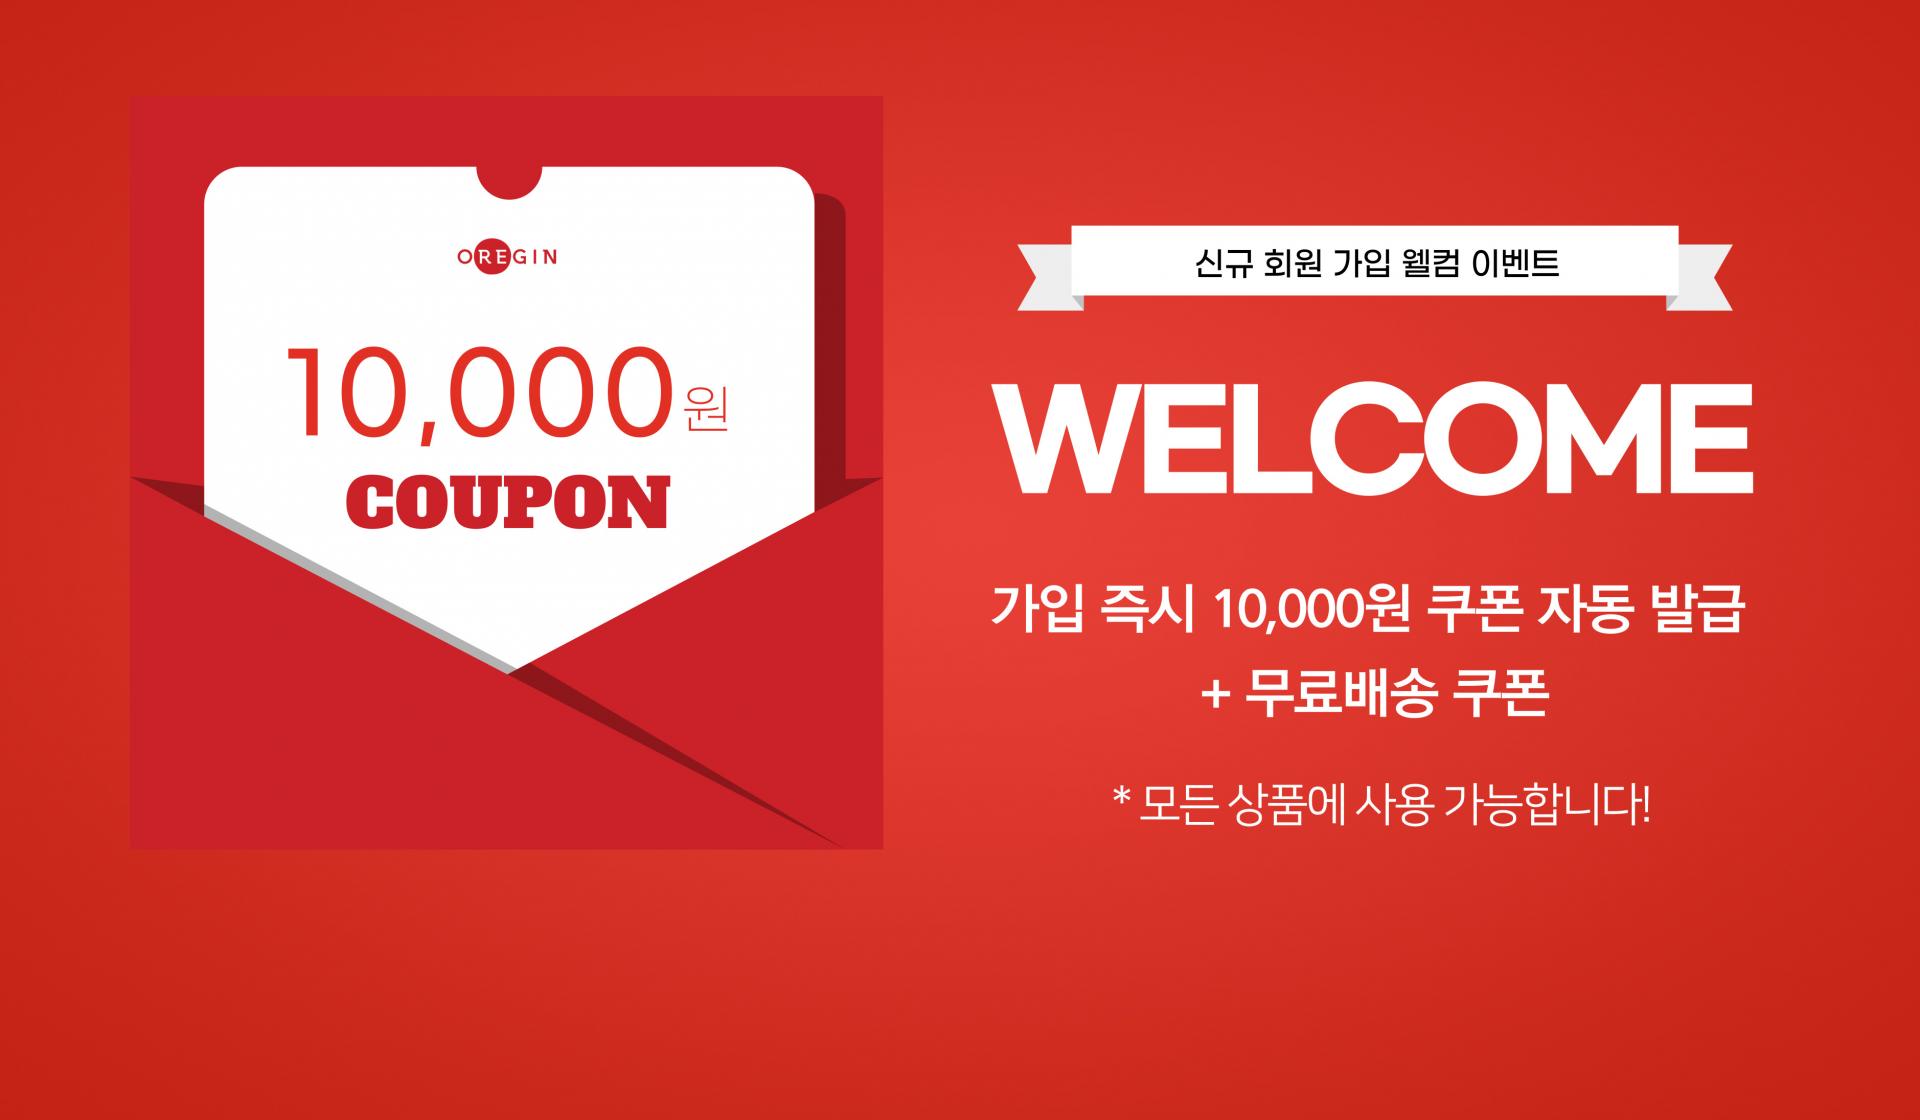 OREGIN
10,000원
COUPON
신규 회원 가입 웰컴 이벤트
WELCOME
가입 즉시 10,000원 쿠폰 자동 발급
+ 무료배송 쿠폰
* 모든 상품에 사용 가능합니다!